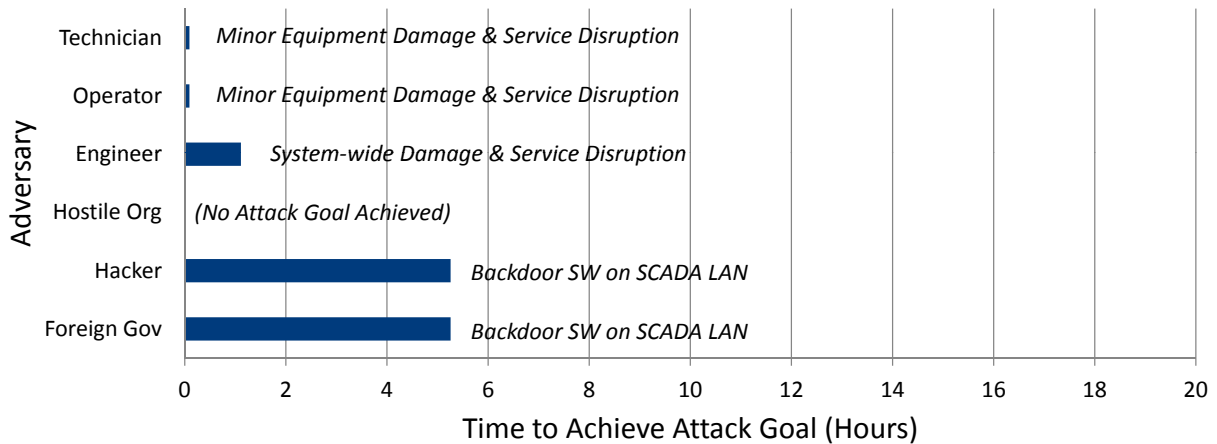 Technician Minor Equipment Damage & Service Disruption
Operator Minor Equipment Damage & Service Disruption
Engineer System-wide Damage & Service Disruption
Hostile Org (No Attack Goal Achieved)
Hacker Backdoor SW on SCADA LAN
Foreign Gov Backdoor SW on SCADA LAN
Adversary
0 2 4 6 8 10 12 14 16 18 20
Time to Achieve Attack Goal (Hours)